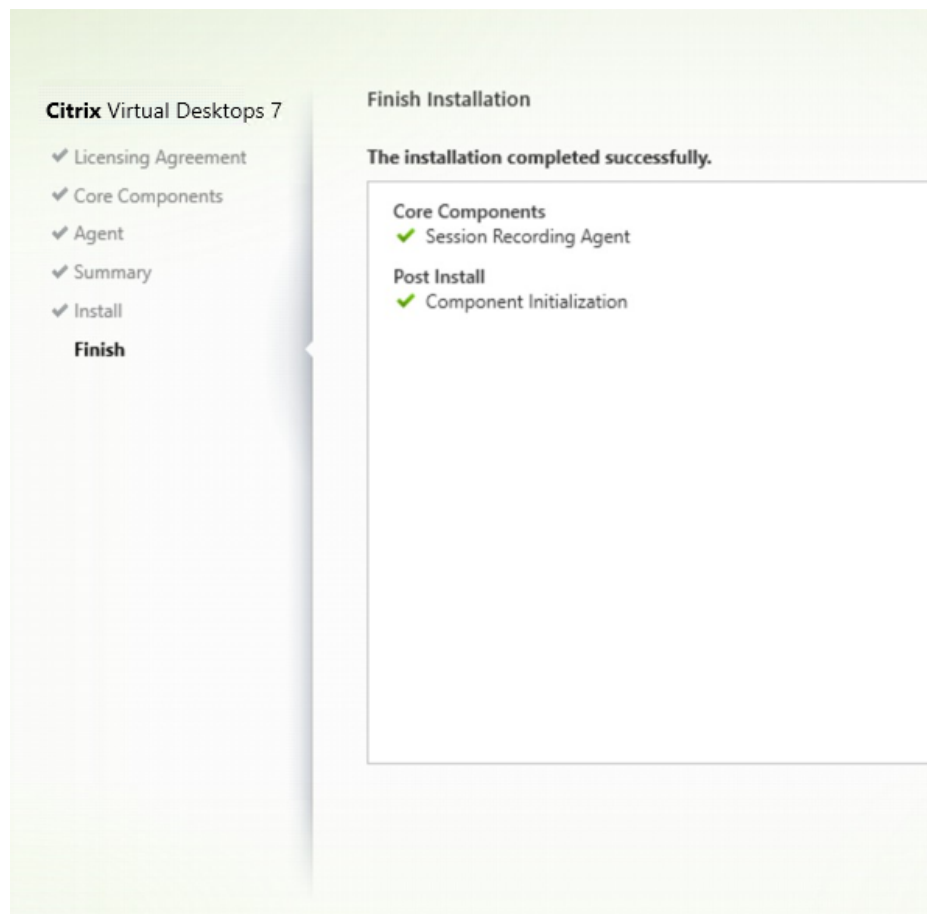 Citrix Virtual Desktops 7
Licensing Agreement
Core Components
Agent
Summary
Install
Finish
Finish Installation
The installation completed successfully.
Core Components
Session Recording Agent
Post Install
Component Initialization